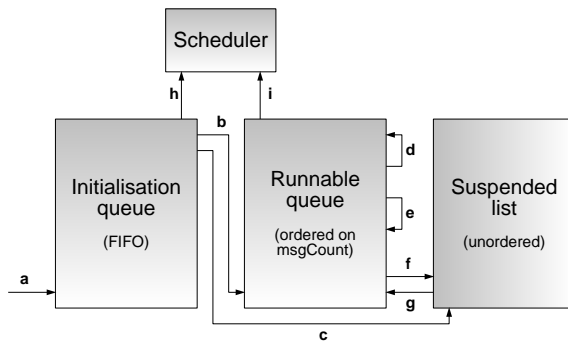 Scheduler
h
i
b
Initialisation
queue
(FIFO)
Runnable
queue
(ordered on
msgCount)
d
e
Suspended
list
(unordered)
a
f
g
c